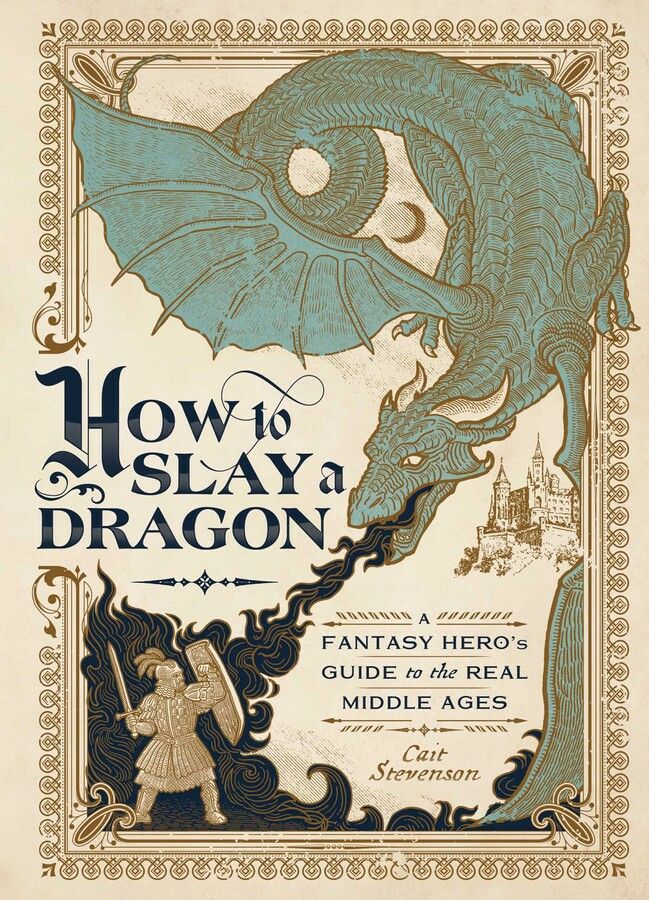 How to
SLAY a
DRAGON
A
FANTASY HERO's
GUIDE to the REAL
MIDDLE AGES
Cait
Stevenson